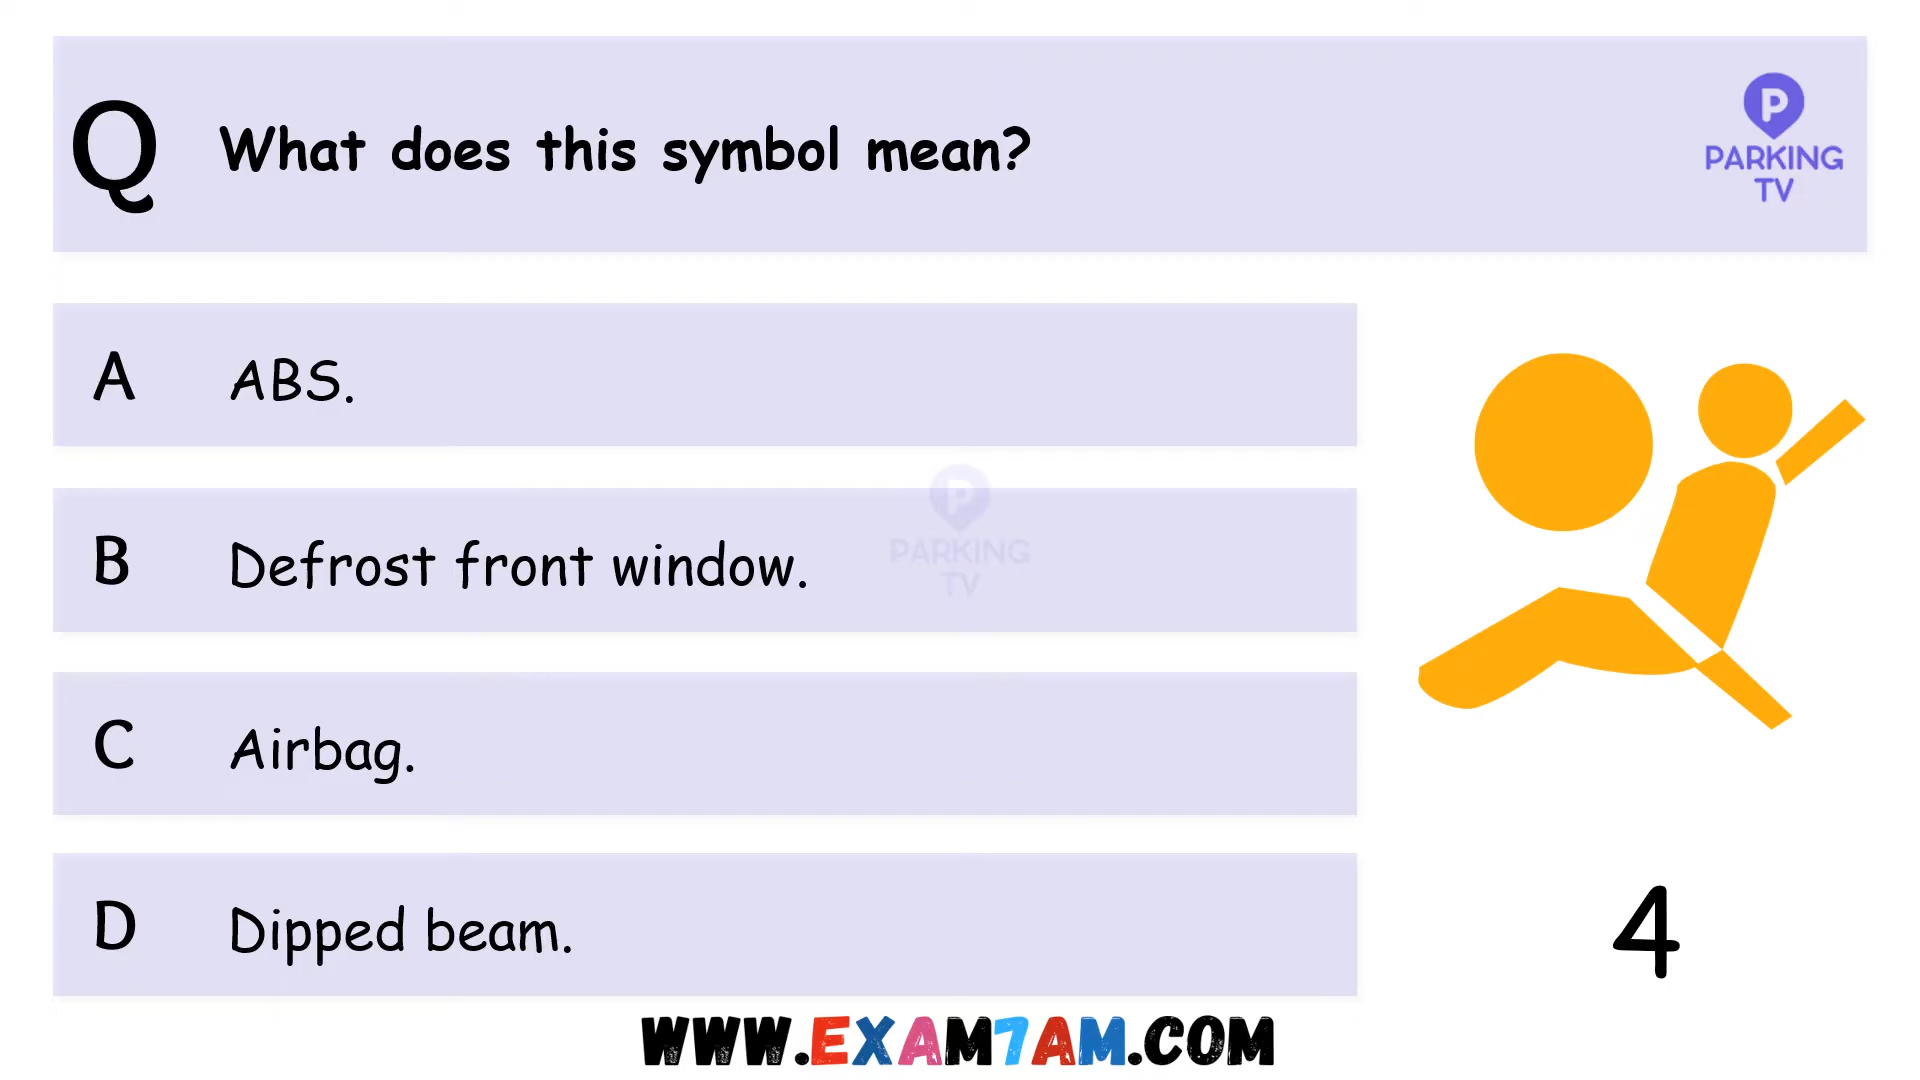 Q What does this symbol mean?
P
PARKING
TV
A ABS.
B Defrost front window.
P
PARKING
TV
C Airbag.
D Dipped beam.
4
WWW.EXAM7AM.COM